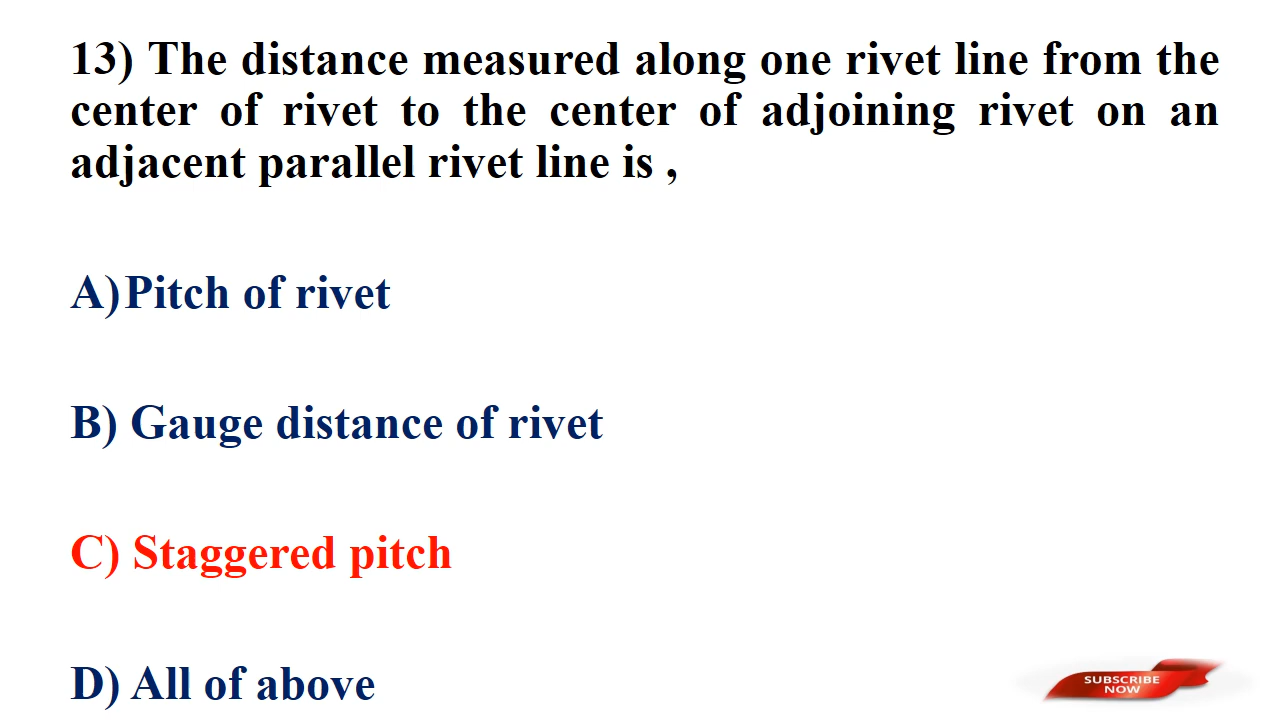 13) The distance measured along one rivet line from the
center of rivet to the center of adjoining rivet on an
adjacent parallel rivet line is ,
A) Pitch of rivet
B) Gauge distance of rivet
C) Staggered pitch
D) All of above
SUBSCRIBE
NOW